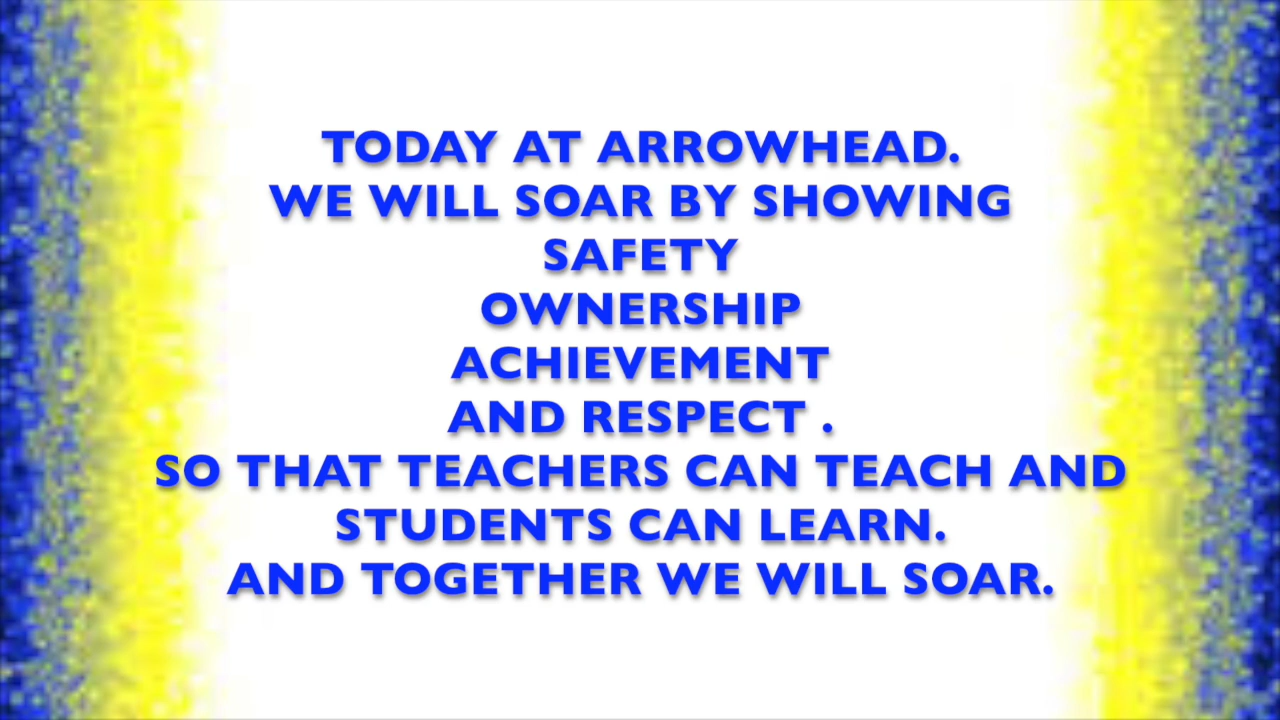 TODAY AT ARROWHEAD.
WE WILL SOAR BY SHOWING
SAFETY
OWNERSHIP
ACHIEVEMENT
AND RESPECT .
SO THAT TEACHERS CAN TEACH AND
STUDENTS CAN LEARN.
AND TOGETHER WE WILL SOAR.